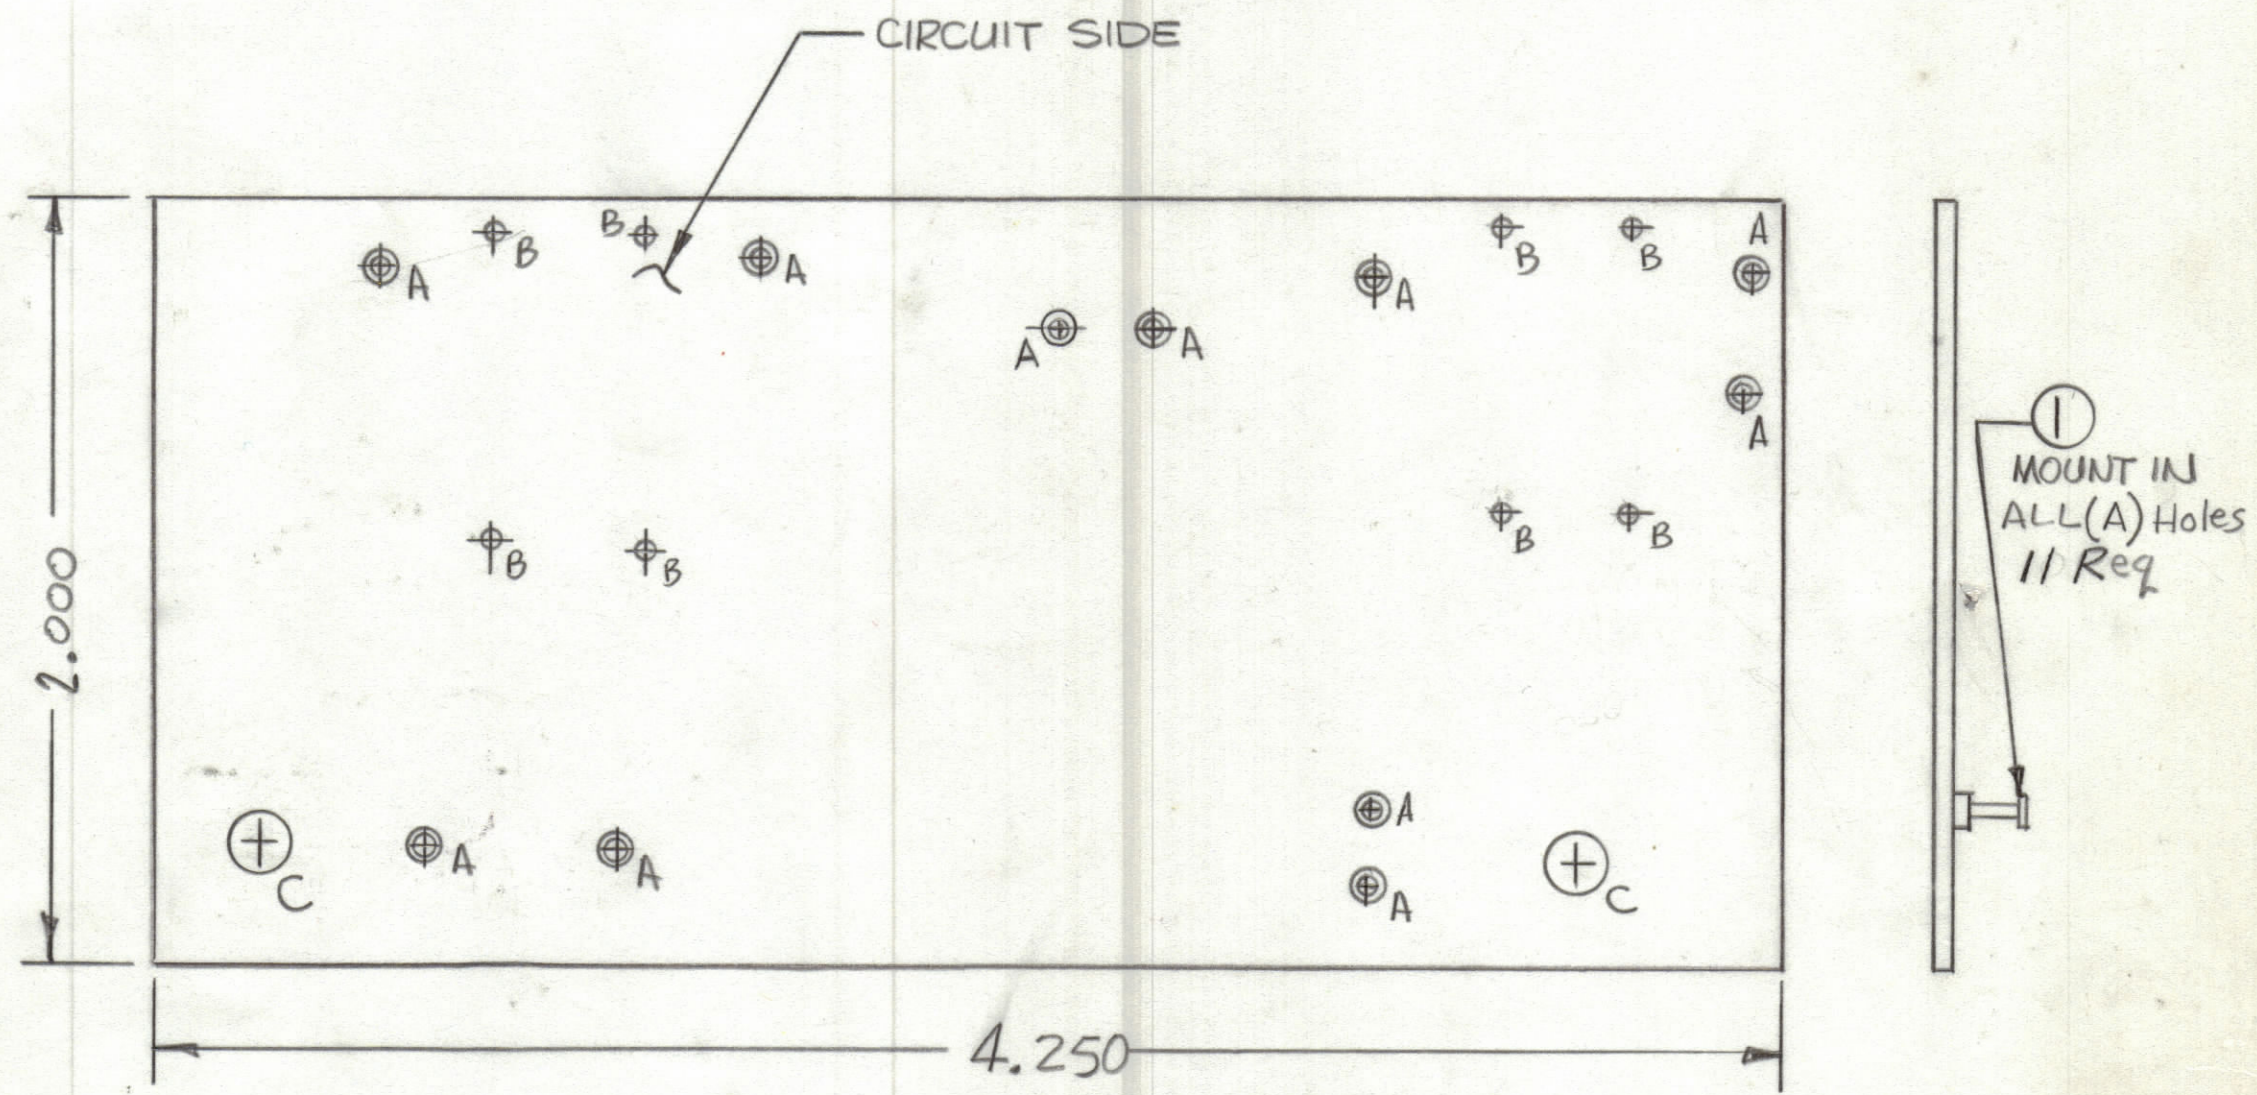 CIRCUIT SIDE
B B B B A
A A A
A A
A
2.000
1
MOUNT IN
ALL(A) Holes
11 Req
B B
B B
A
A A
C C
A
4.250